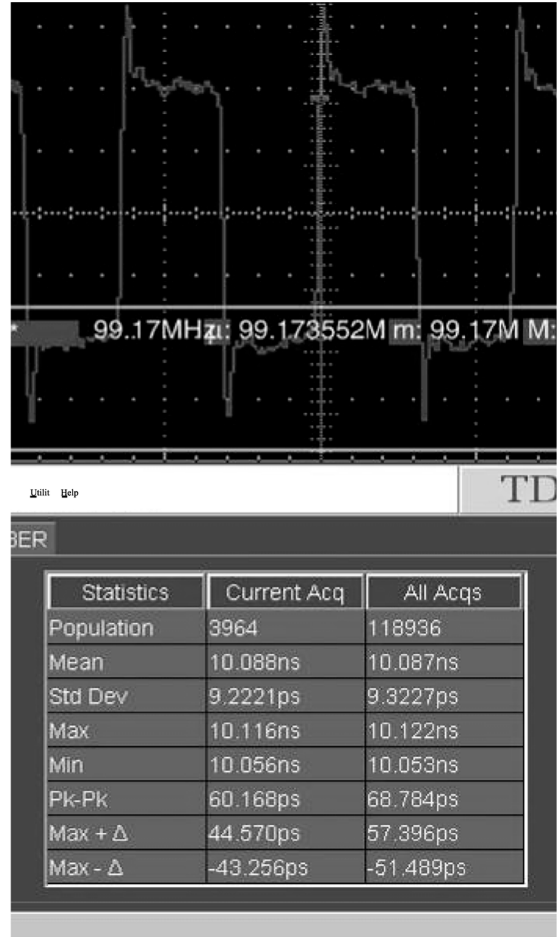 99..17MHz µ: 99.173552M m: 99.17M M:
Utilit Help
TD
BER
Statistics Current Acq All Acqs
Population 3964 118936
Mean 10.088ns 10.087ns
Std Dev 9.2221ps 9.3227ps
Max 10.116ns 10.122ns
Min 10.056ns 10.053ns
Pk-Pk 60.168ps 68.784ps
Max + Δ 44.570ps 57.396ps
Max - Δ -43.256ps -51.489ps